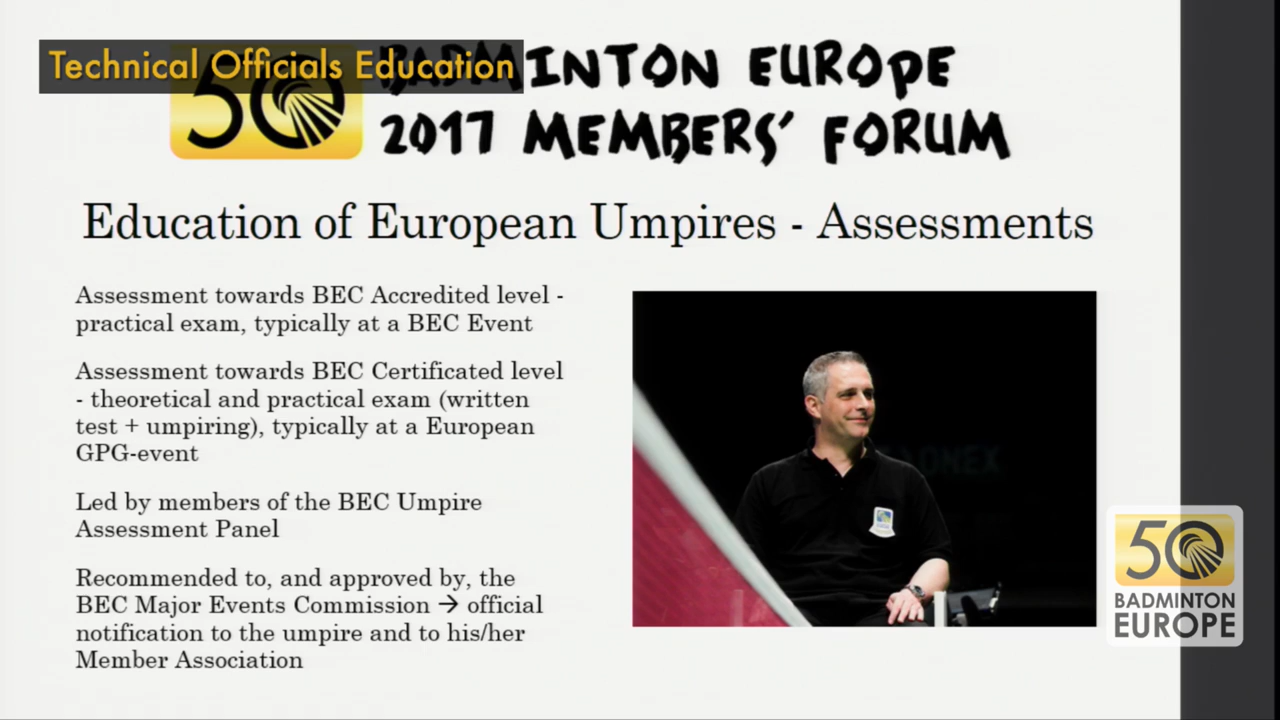 Technical Officials Education
50
INTON EUROPE
2017 MEMBERS' FORUM
Education of European Umpires - Assessments
Assessment towards BEC Accredited level -
practical exam, typically at a BEC Event
Assessment towards BEC Certificated level
- theoretical and practical exam (written
test + umpiring), typically at a European
GPG-event
Led by members of the BEC Umpire
Assessment Panel
Recommended to, and approved by, the
BEC Major Events Commission → official
notification to the umpire and to his/her
Member Association
50
BADMINTON
EUROPE